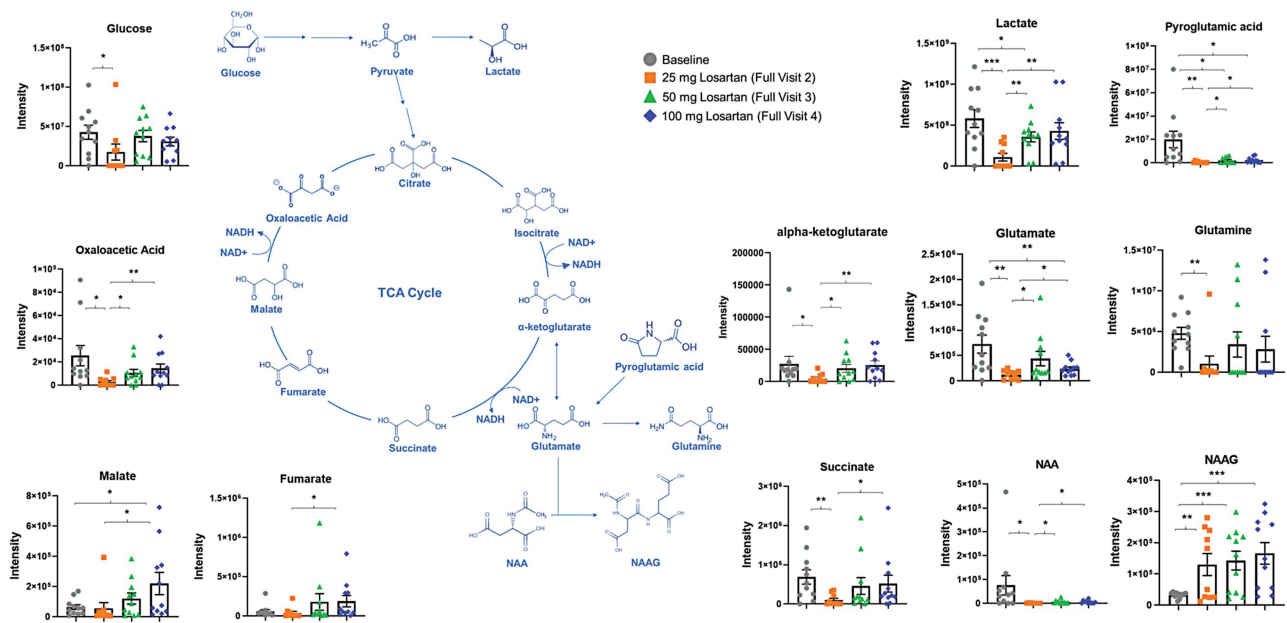 Glucose
Intensity
1.5×10⁸
1.0×10⁸
5×10⁷
0
*
Glucose
Pyruvate
Lactate
Baseline
25 mg Losartan (Full Visit 2)
50 mg Losartan (Full Visit 3)
100 mg Losartan (Full Visit 4)
Lactate
Intensity
1.5×10⁹
1.0×10⁹
5×10⁸
0
*
*** **
**
Pyroglutamic acid
Intensity
1×10⁸
8×10⁷
6×10⁷
4×10⁷
2×10⁷
0
*
*
** *
*
Citrate
Oxaloacetic Acid
Isocitrate
NADH
NAD+
NAD+
NADH
Malate
TCA Cycle
α-ketoglutarate
Fumarate
Pyroglutamic acid
NAD+
NADH
Succinate
Glutamate
Glutamine
NAA
NAAG
Oxaloacetic Acid
Intensity
1×10⁵
8×10⁴
6×10⁴
4×10⁴
2×10⁴
0
**
* *
alpha-ketoglutarate
Intensity
200000
150000
100000
50000
0
**
*
*
Glutamate
Intensity
2.5×10⁶
2.0×10⁶
1.5×10⁶
1.0×10⁶
5×10⁵
0
**
** *
*
Glutamine
Intensity
1.5×10⁷
1.0×10⁷
5×10⁶
0
**
Malate
Intensity
8×10⁵
6×10⁵
4×10⁵
2×10⁵
0
*
*
Fumarate
Intensity
1.5×10⁶
1.0×10⁶
5×10⁵
0
*
Succinate
Intensity
3×10⁶
2×10⁶
1×10⁶
0
** *
NAA
Intensity
5×10⁵
4×10⁵
3×10⁵
2×10⁵
1×10⁵
0
*
* *
NAAG
Intensity
4×10⁵
3×10⁵
2×10⁵
1×10⁵
0
***
***
**